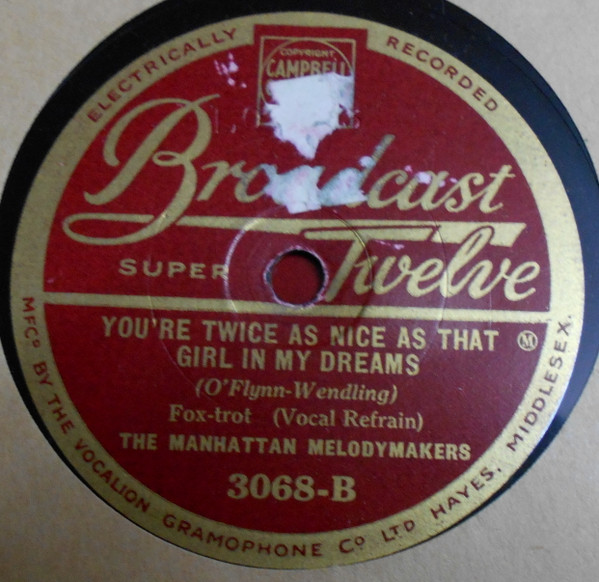 ELECTRICALLY RECORDED
COPYRIGHT
CAMPBELL
Broadcast
SUPER Twelve
YOU'RE TWICE AS NICE AS THAT
GIRL IN MY DREAMS
M
(O'Flynn-Wendling)
Fox-trot (Vocal Refrain)
THE MANHATTAN MELODYMAKERS
3068-B
MFCD BY THE VOCALION GRAMOPHONE CO LTD HAYES, MIDDLESEX.